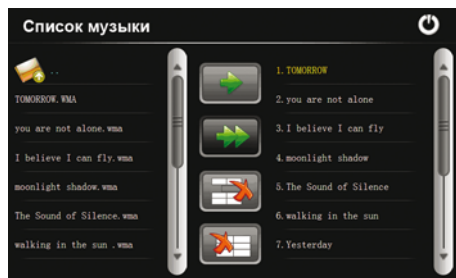 Список музыки
..
TOMORROW.WMA
you are not alone.wma
I believe I can fly.wma
moonlight shadow.wma
The Sound of Silence.wma
walking in the sun .wma
1. TOMORROW
2. you are not alone
3. I believe I can fly
4. moonlight shadow
5. The Sound of Silence
6. walking in the sun
7. Yesterday